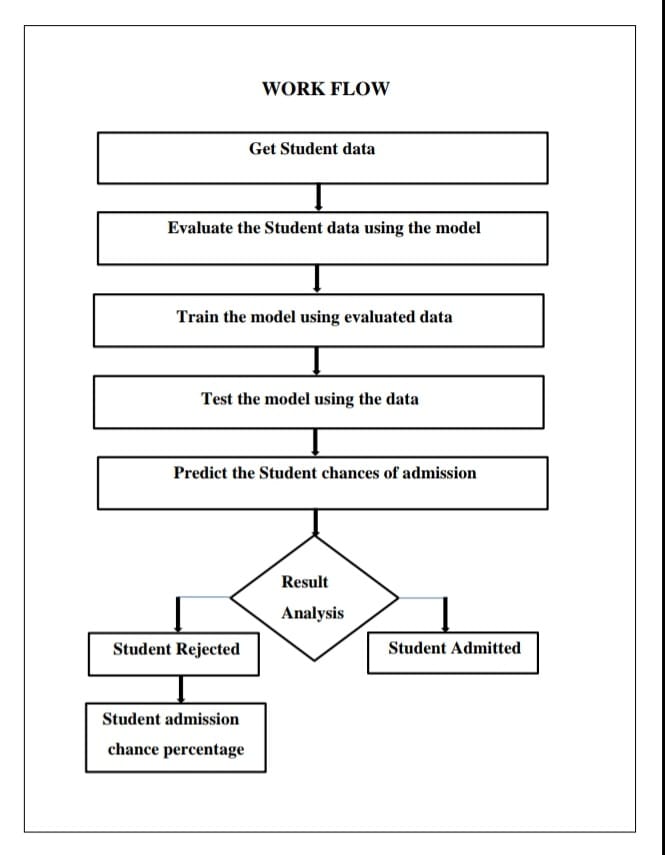 WORK FLOW
Get Student data
Evaluate the Student data using the model
Train the model using evaluated data
Test the model using the data
Predict the Student chances of admission
Result
Analysis
Student Rejected
Student Admitted
Student admission
chance percentage